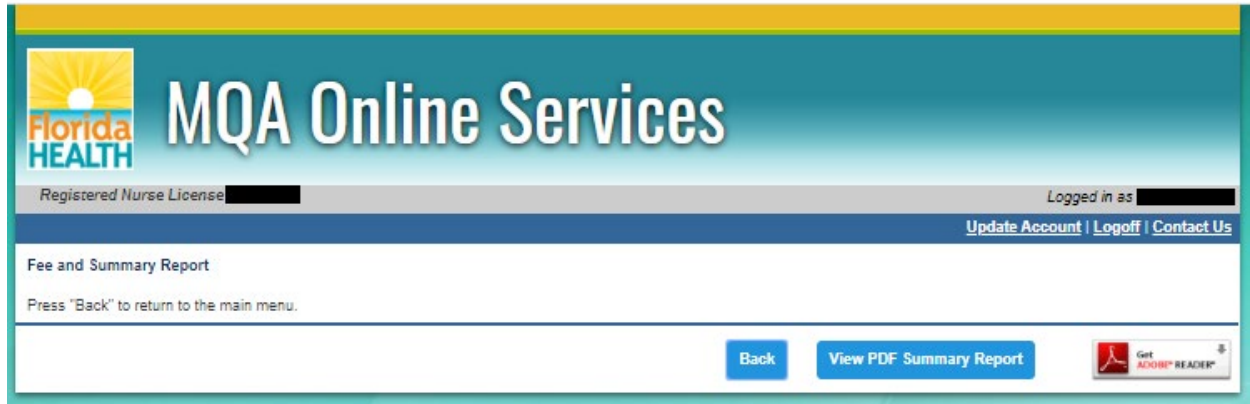 Florida
HEALTH
MQA Online Services
Registered Nurse License
Logged in as
Update Account | Logoff | Contact Us
Fee and Summary Report
Press "Back" to return to the main menu.
Back
View PDF Summary Report
Get
ADOBE® READER®